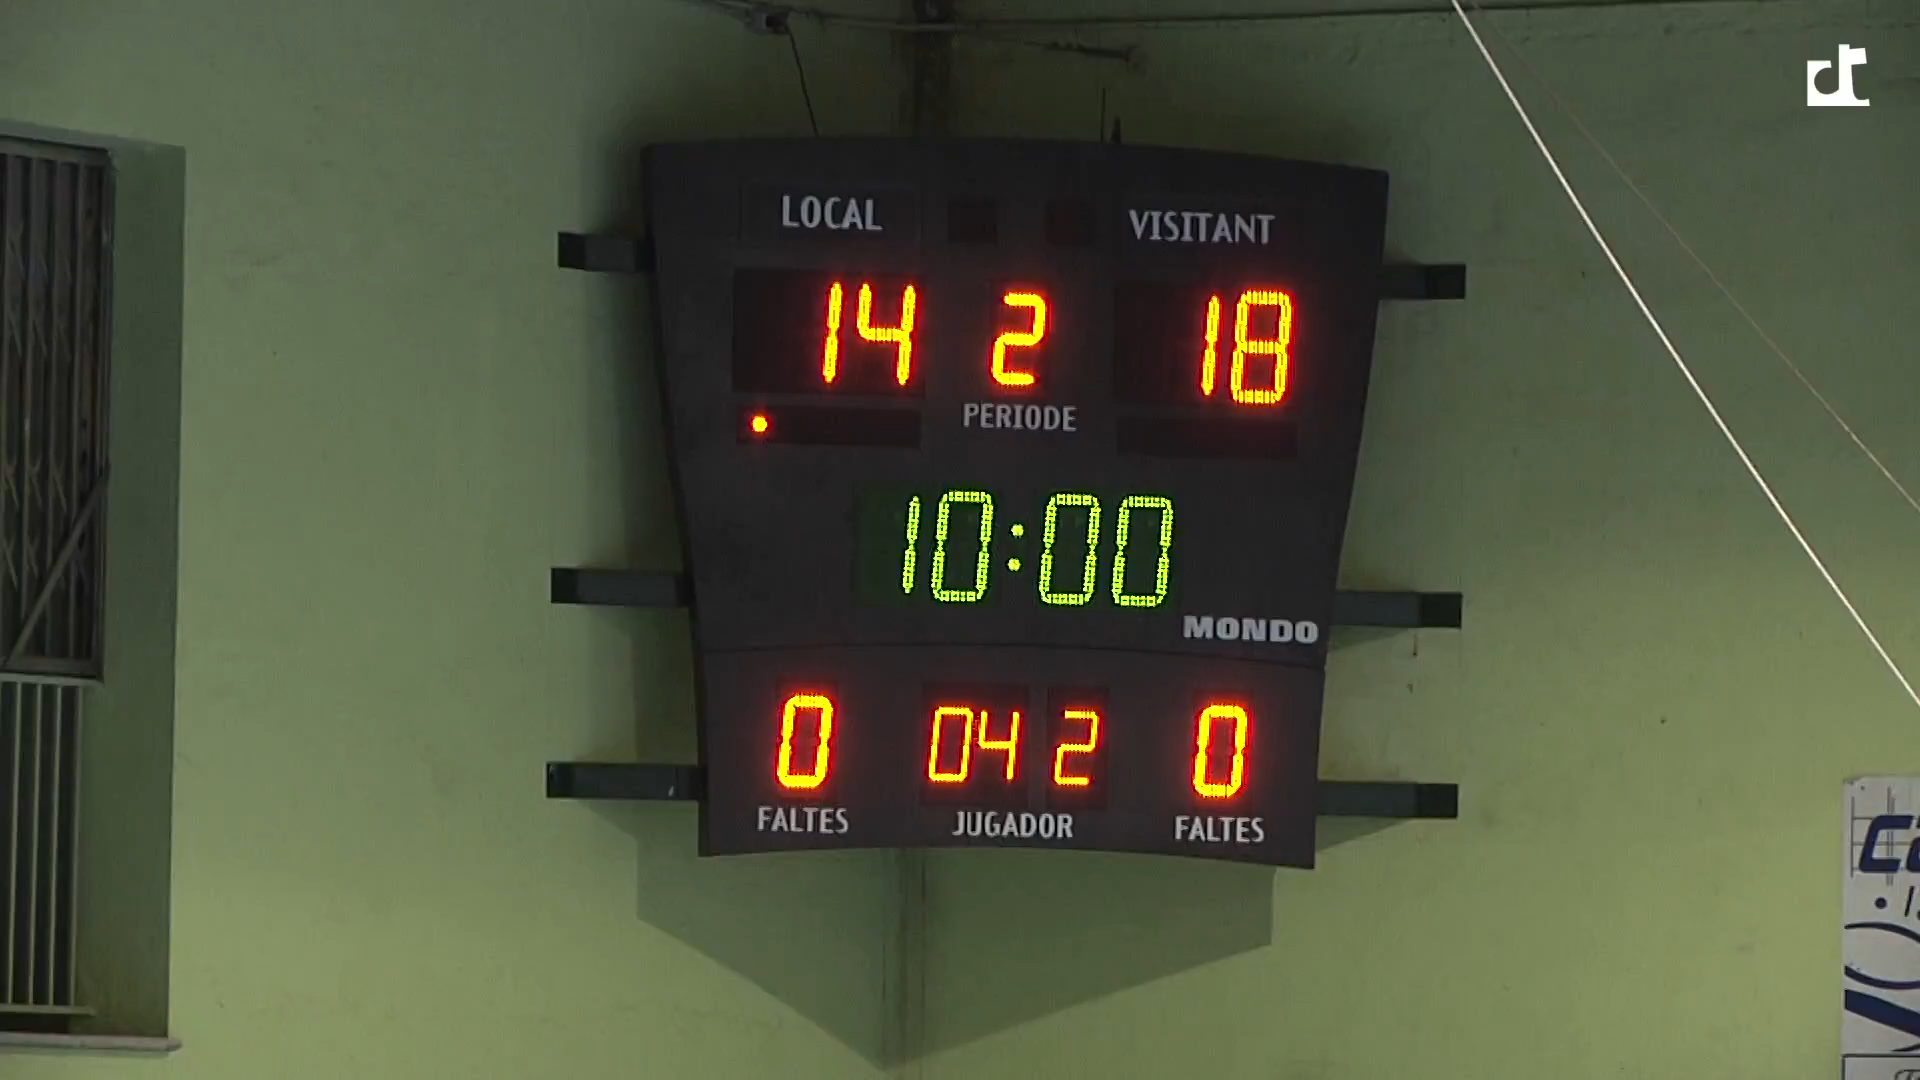 dt
LOCAL VISITANT
14 2 18
PERIODE
10:00
MONDO
0 04 2 0
FALTES JUGADOR FALTES